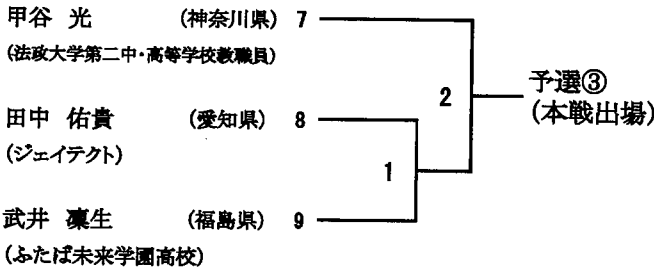 甲谷 光 (神奈川県) 7
(法政大学第二中・高等学校教職員)
2
予選③
(本戦出場)
田中 佑貴 (愛知県) 8
(ジェイテクト)
1
武井 凜生 (福島県) 9
(ふたば未来学園高校)